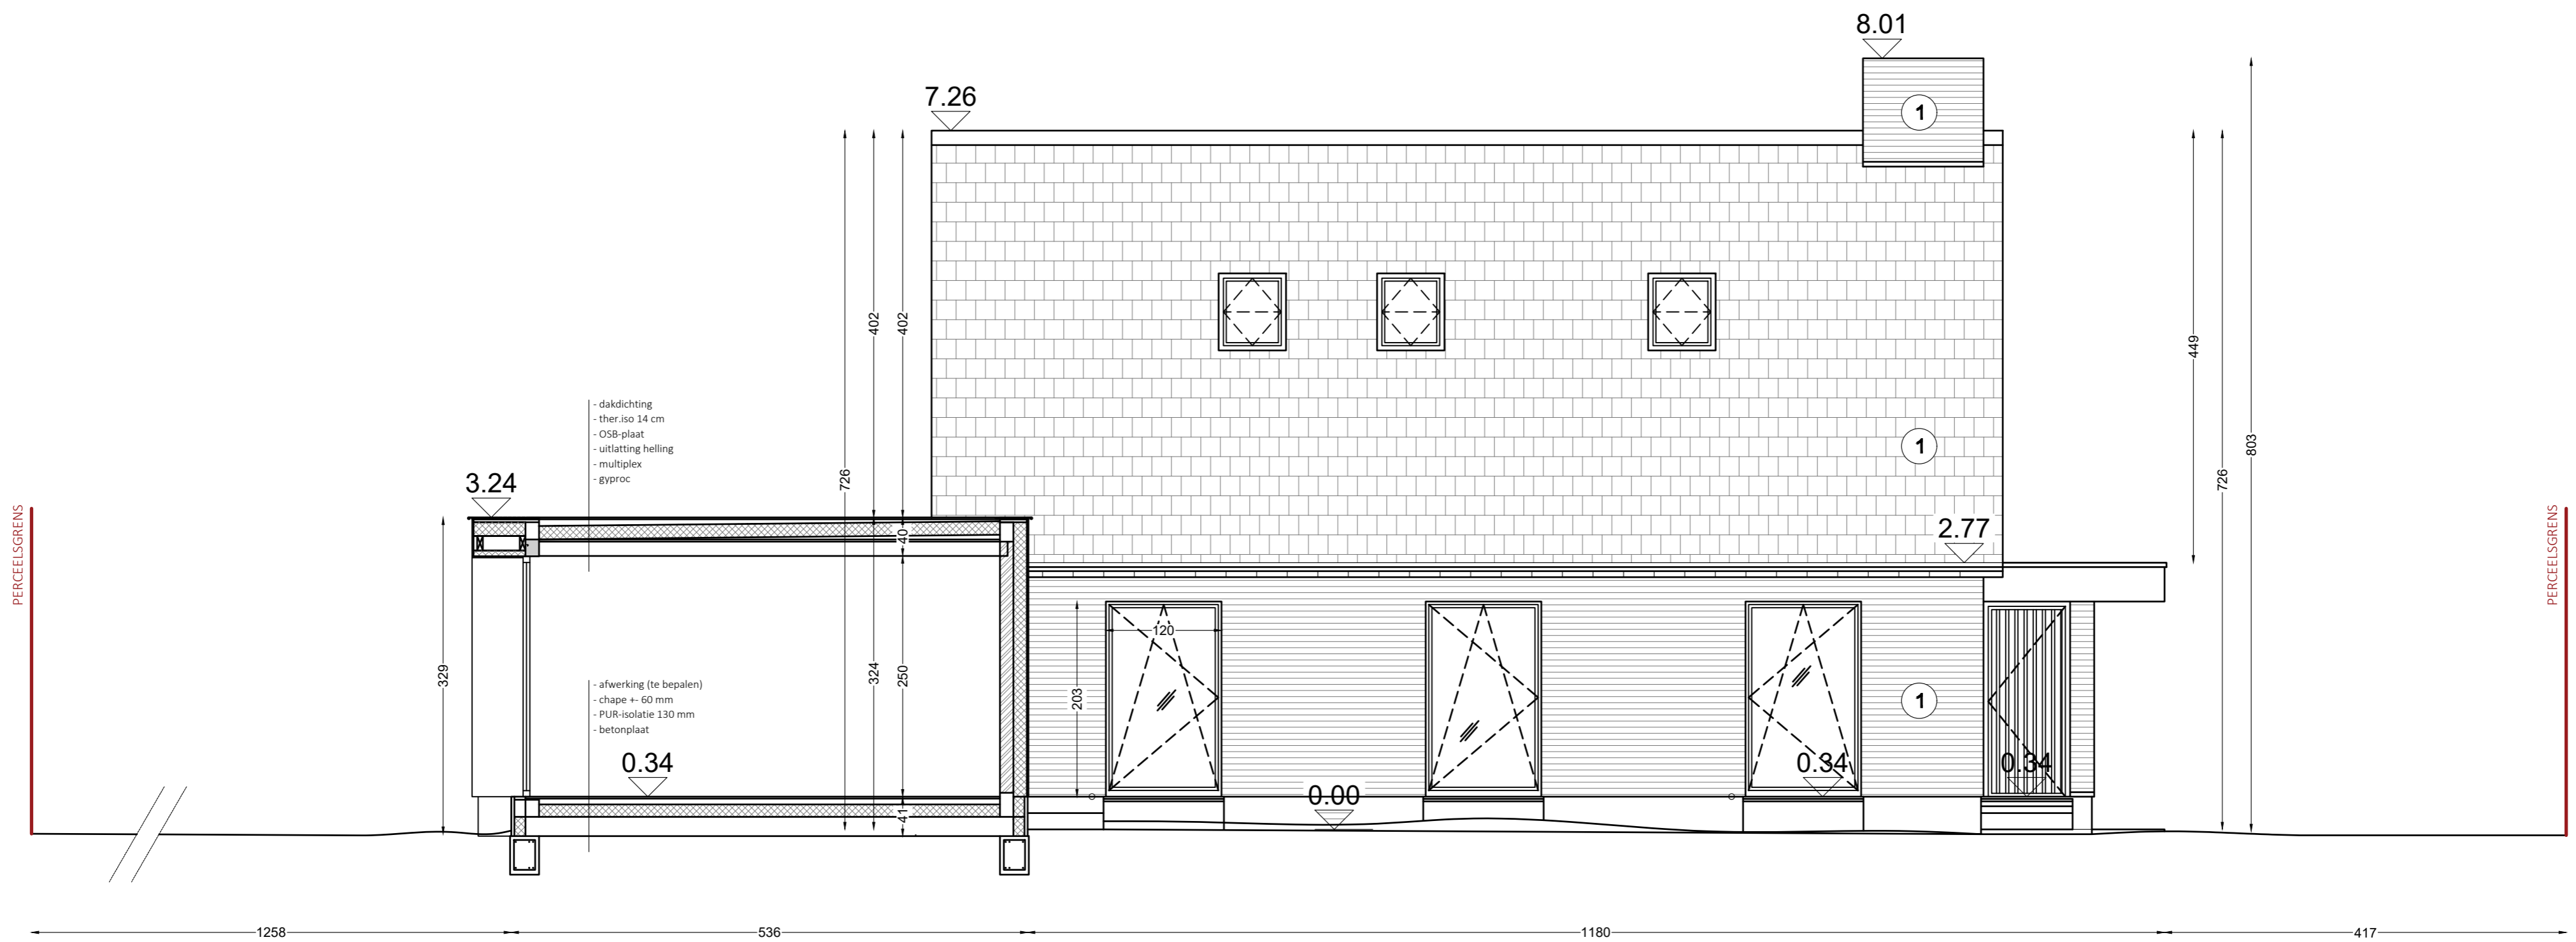 8.01
1
7.26
402
402
449
803
726
726
- dakdichting
- ther.iso 14 cm
- OSB-plaat
- uitlatting helling
- multiplex
- gyproc
1
3.24
PERCEELSGRENS
PERCEELSGRENS
2.77
40
120
329
324
250
203
- afwerking (te bepalen)
- chape +- 60 mm
- PUR-isolatie 130 mm
- betonplaat
1
0.34
0.34
0.34
0.00
41
1258
536
1180
417